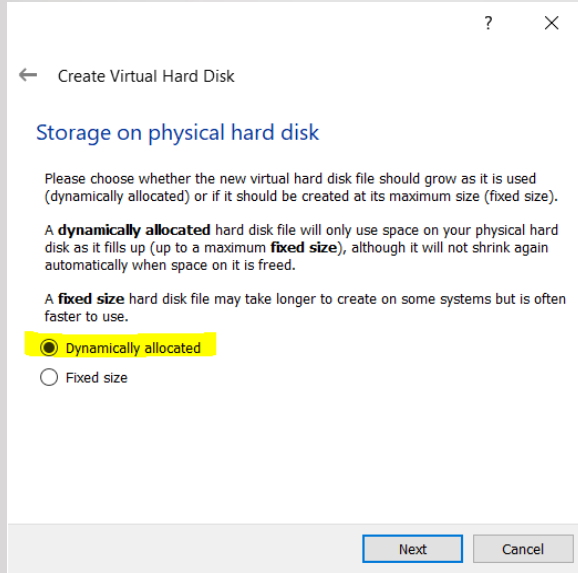 ?
← Create Virtual Hard Disk
Storage on physical hard disk
Please choose whether the new virtual hard disk file should grow as it is used
(dynamically allocated) or if it should be created at its maximum size (fixed size).
A dynamically allocated hard disk file will only use space on your physical hard
disk as it fills up (up to a maximum fixed size), although it will not shrink again
automatically when space on it is freed.
A fixed size hard disk file may take longer to create on some systems but is often
faster to use.
Dynamically allocated
Fixed size
Next Cancel